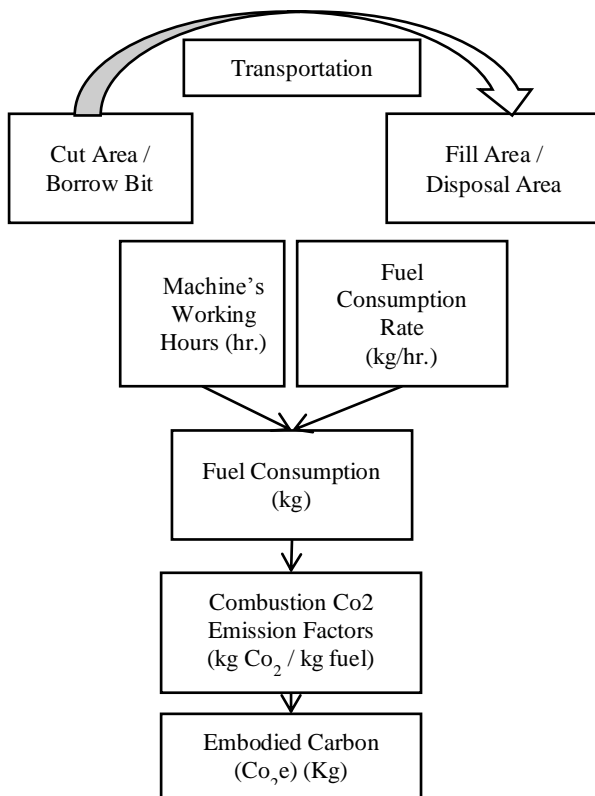 Transportation
Cut Area /
Borrow Bit
Fill Area /
Disposal Area
Machine’s
Working
Hours (hr.)
Fuel
Consumption
Rate
(kg/hr.)
Fuel Consumption
(kg)
Combustion Co2
Emission Factors
(kg Co₂ / kg fuel)
Embodied Carbon
(Co₂e) (Kg)